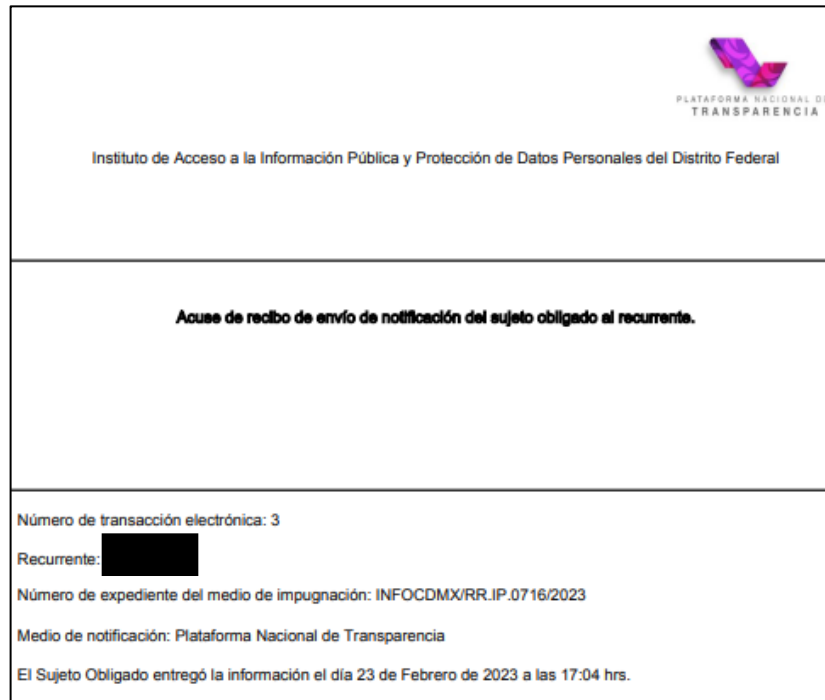 PLATAFORMA NACIONAL DE
TRANSPARENCIA
Instituto de Acceso a la Información Pública y Protección de Datos Personales del Distrito Federal
Acuse de recibo de envío de notificación del sujeto obligado al recurrente.
Número de transacción electrónica: 3
Recurrente:
Número de expediente del medio de impugnación: INFOCDMX/RR.IP.0716/2023
Medio de notificación: Plataforma Nacional de Transparencia
El Sujeto Obligado entregó la información el día 23 de Febrero de 2023 a las 17:04 hrs.